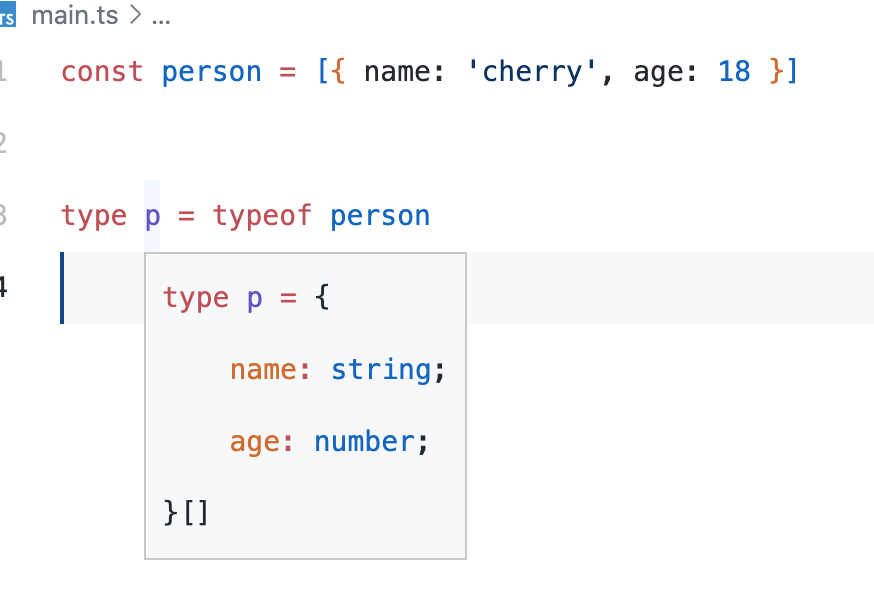 TS main.ts > ...
1 const person = [{ name: 'cherry', age: 18 }]
2
3 type p = typeof person
4
type p = {
name: string;
age: number;
}[]